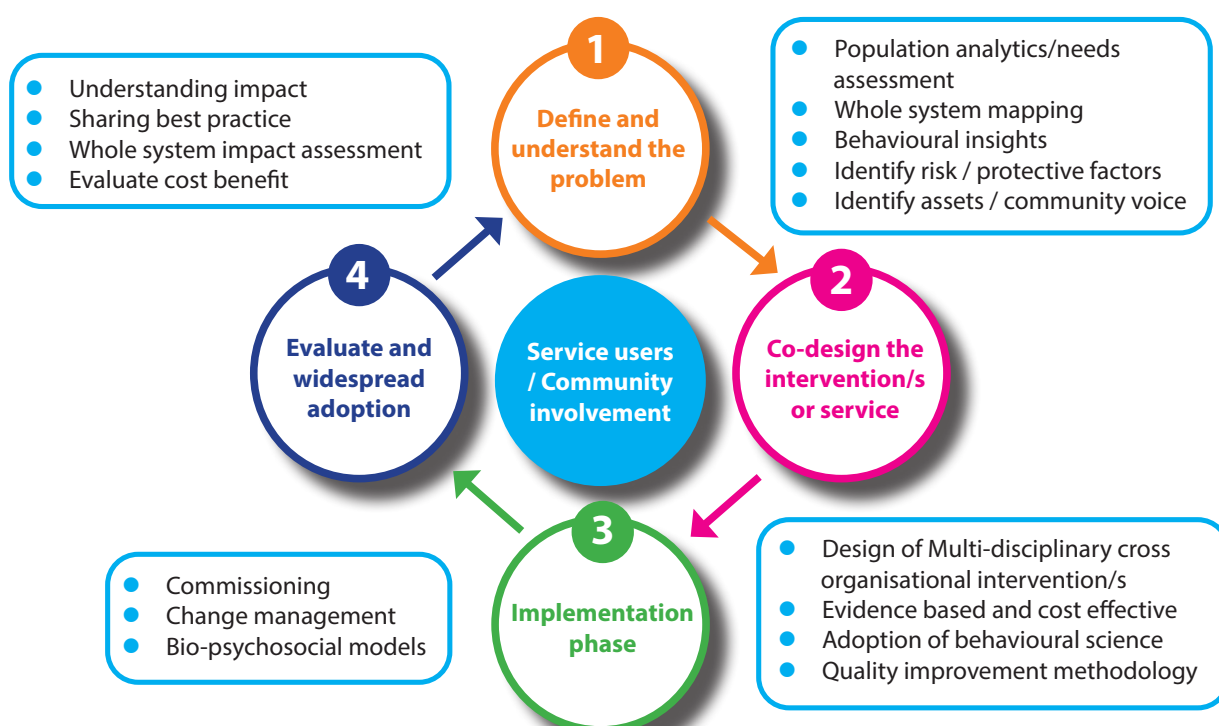 1
Define and
understand the
problem
Population analytics/needs
assessment
Whole system mapping
Behavioural insights
Identify risk / protective factors
Identify assets / community voice
2
Co-design the
intervention/s
or service
Design of Multi-disciplinary cross
organisational intervention/s
Evidence based and cost effective
Adoption of behavioural science
Quality improvement methodology
3
Implementation
phase
Commissioning
Change management
Bio-psychosocial models
4
Evaluate and
widespread
adoption
Understanding impact
Sharing best practice
Whole system impact assessment
Evaluate cost benefit
Service users
/ Community
involvement